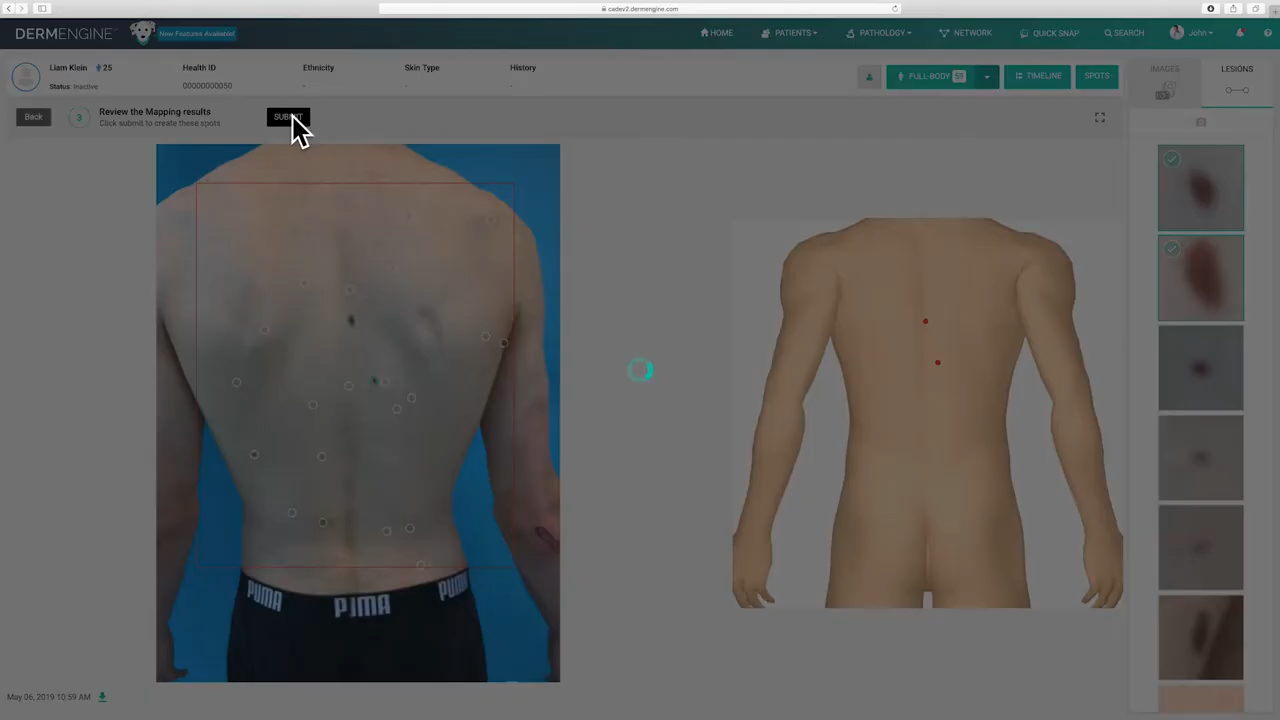 cadev2.dermengine.com
DERMENGINE
New Features Available!
HOME
PATIENTS
PATHOLOGY
NETWORK
QUICK SNAP
SEARCH
John
Liam Klein 25
Status: Inactive
Health ID
00000000050
Ethnicity
-
Skin Type
-
History
-
FULL-BODY 59
TIMELINE
SPOTS
IMAGES
LESIONS
Back
3
Review the Mapping results
Click submit to create these spots
PUMA
PUMA
PUMA
May 06, 2019 10:59 AM